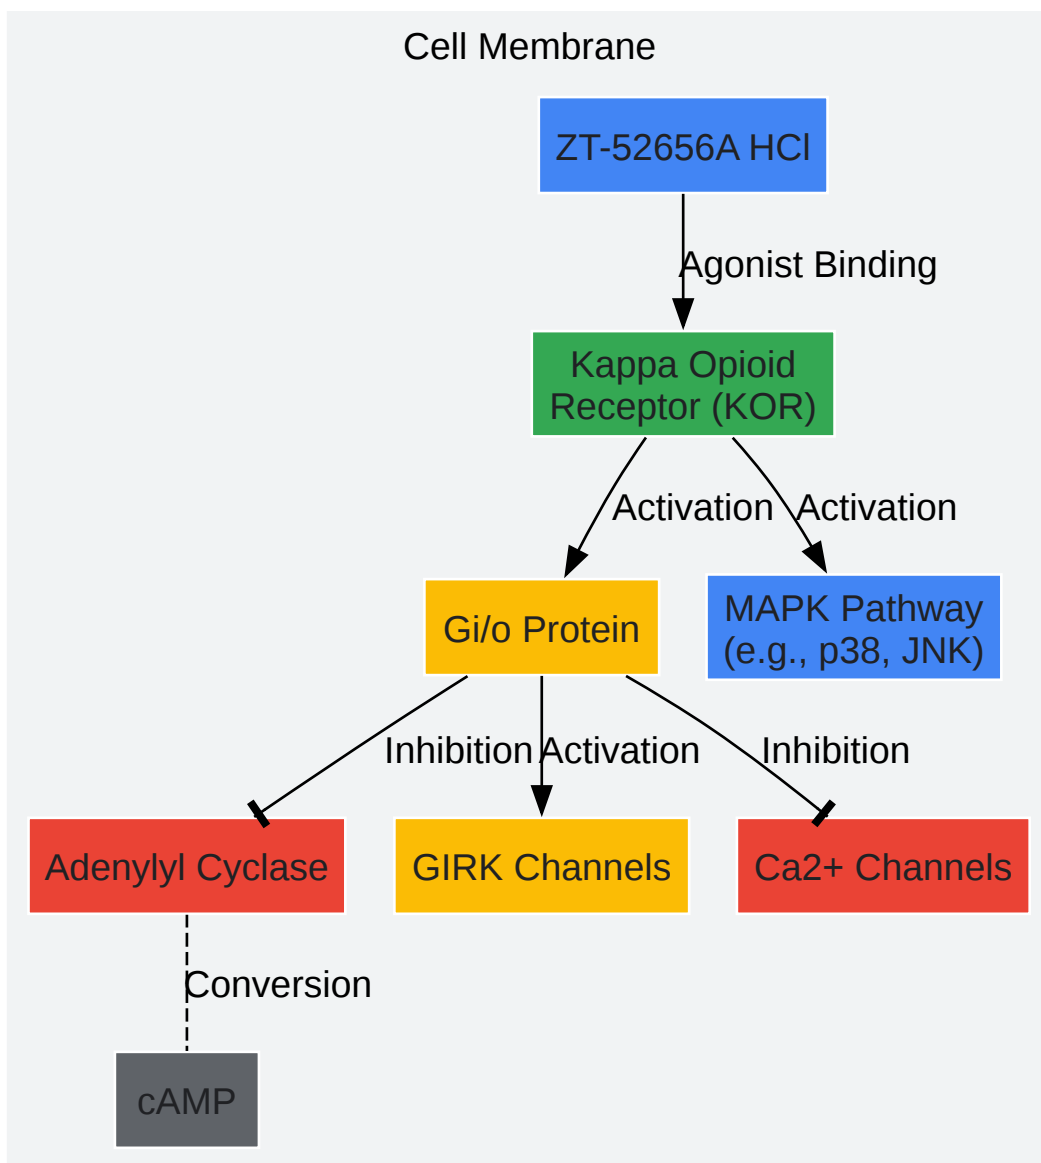 Cell Membrane
ZT-52656A HCl
Agonist Binding
Kappa Opioid
Receptor (KOR)
Activation
Activation
Gi/o Protein
MAPK Pathway
(e.g., p38, JNK)
Inhibition
Activation
Inhibition
Adenylyl Cyclase
GIRK Channels
Ca2+ Channels
Conversion
cAMP